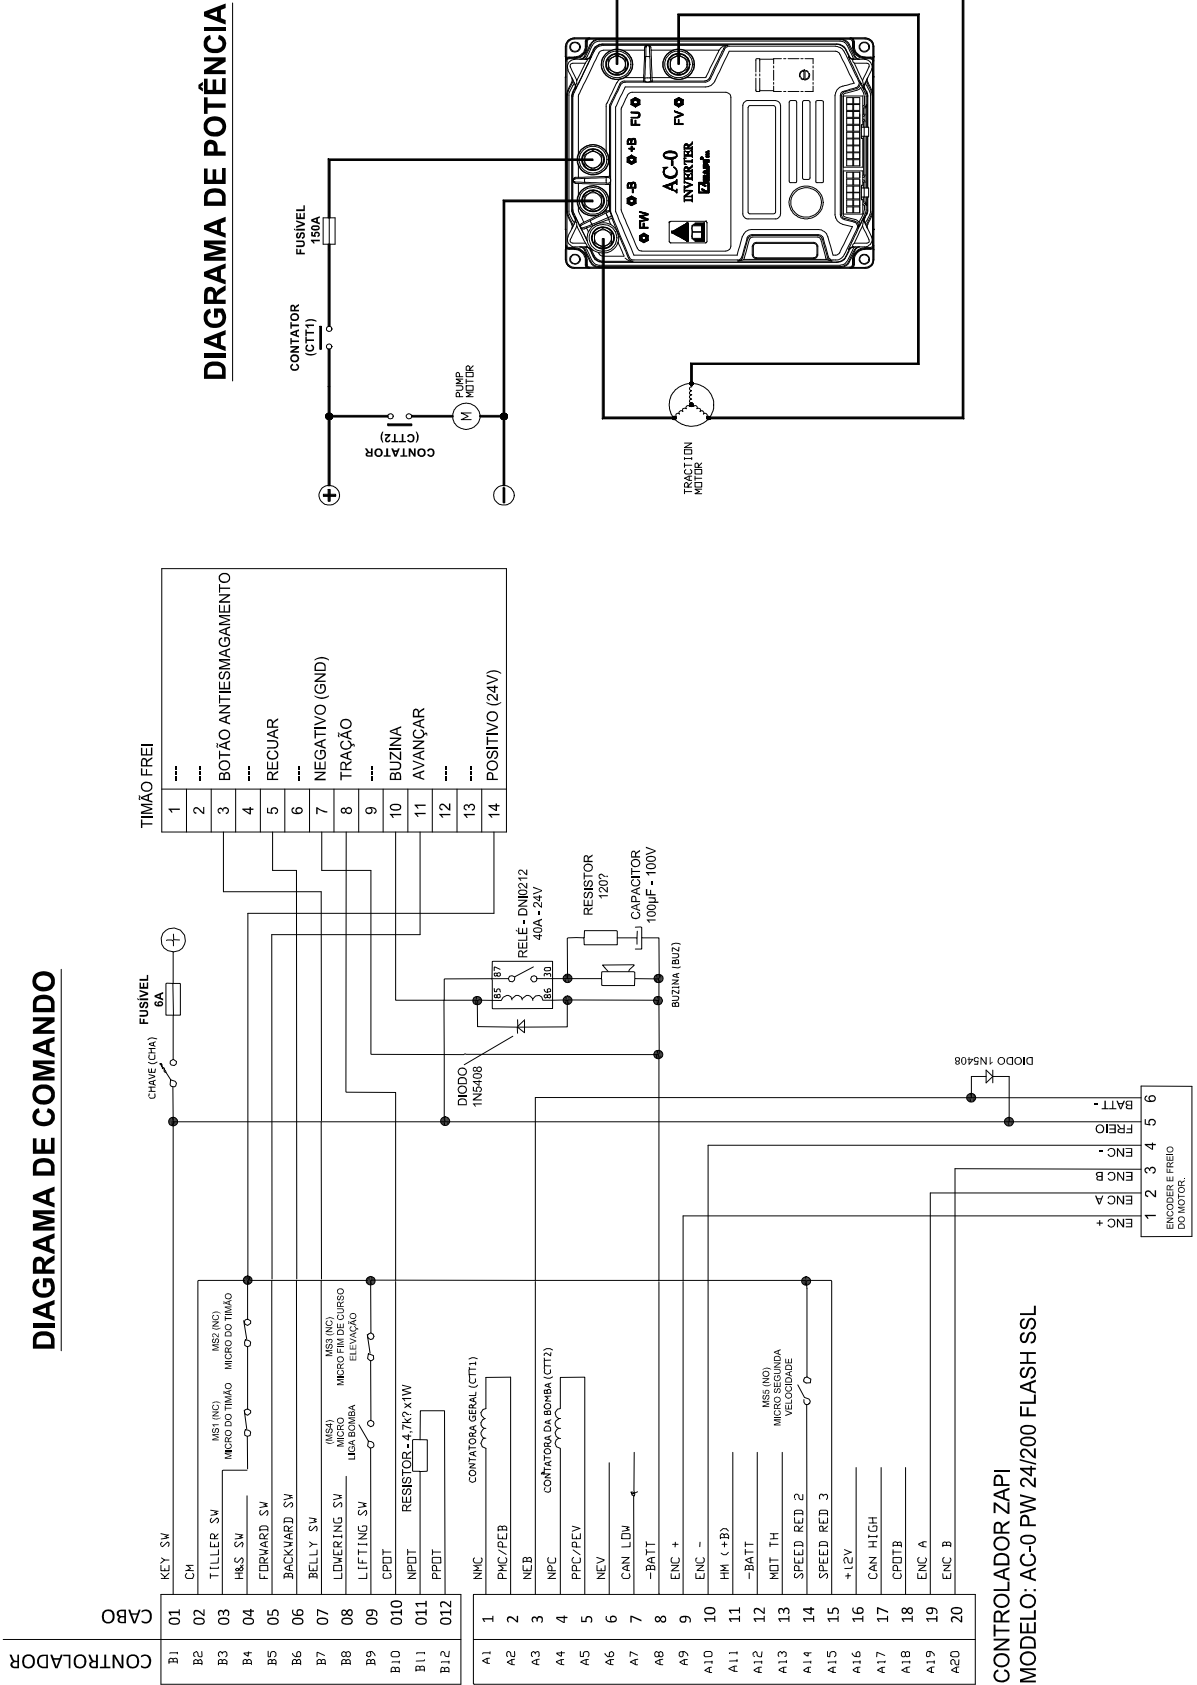 DIAGRAMA DE COMANDO
DIAGRAMA DE POTÊNCIA
CONTROLADOR
CABO
B1 01 KEY SW
B2 02 CM
B3 03 TILLER SW
B4 04 H&S SW
B5 05 FORWARD SW
B6 06 BACKWARD SW
B7 07 BELLY SW
B8 08 LOWERING SW
B9 09 LIFTING SW
B10 010 CPOT
B11 011 NPOT
B12 012 PPOT
A1 1 NMC
A2 2 PMC/PEB
A3 3 NEB
A4 4 NPC
A5 5 PPC/PEV
A6 6 NEV
A7 7 CAN LOW
A8 8 -BATT
A9 9 ENC +
A10 10 ENC -
A11 11 HM (+B)
A12 12 -BATT
A13 13 MOT TH
A14 14 SPEED RED 2
A15 15 SPEED RED 3
A16 16 +12V
A17 17 CAN HIGH
A18 18 CPOTB
A19 19 ENC A
A20 20 ENC B
CONTROLADOR ZAPI
MODELO: AC-0 PW 24/200 FLASH SSL
CHAVE (CHA)
FUSÍVEL
6A
+
MS1 (NC)
MICRO DO TIMÃO
MS2 (NC)
MICRO DO TIMÃO
(MS4)
MICRO
LIGA BOMBA
MS3 (NC)
MICRO FIM DE CURSO
ELEVAÇÃO
RESISTOR - 4,7k? x1W
CONTATORA GERAL (CTT1)
CONTATORA DA BOMBA (CTT2)
MS5 (NO)
MICRO SEGUNDA
VELOCIDADE
DIODO
1N5408
RELÉ - DNI0212
40A - 24V
85
87
86
30
RESISTOR
120?
CAPACITOR
100µF - 100V
BUZINA (BUZ)
DIODO 1N5408
ENC + 1
ENC A 2
ENC B 3
ENC - 4
FREIO 5
BATT - 6
ENCODER E FREIO
DO MOTOR.
TIMÃO FREI
1 ---
2 ---
3 BOTÃO ANTIESMAGAMENTO
4 ---
5 RECUAR
6 ---
7 NEGATIVO (GND)
8 TRAÇÃO
9 ---
10 BUZINA
11 AVANÇAR
12 ---
13 ---
14 POSITIVO (24V)
+
-
CONTATOR
(CTT2)
M
PUMP
MOTOR
CONTATOR
(CTT1)
FUSÍVEL
150A
TRACTION
MOTOR
FW
-B
+B
FU
FV
AC-0
INVERTER